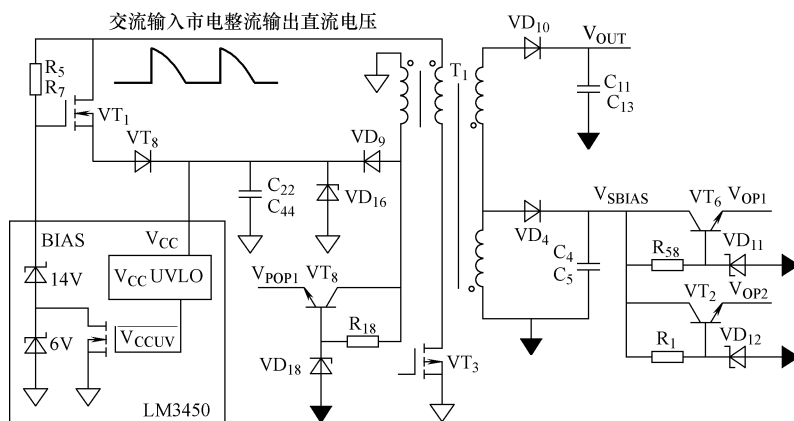 交流输入市电整流输出直流电压
R5
R7
VT1
VT8
VD9
T1
VD10
VOUT
C11
C13
C22
C44
VD16
VSBIAS
VD4
C4
C5
VT6
VOP1
R58
VD11
VT2
VOP2
R1
VD12
BIAS
VCC
VCC UVLO
14V
6V
VCCUV
LM3450
VPOP1
VT8
R18
VD18
VT3